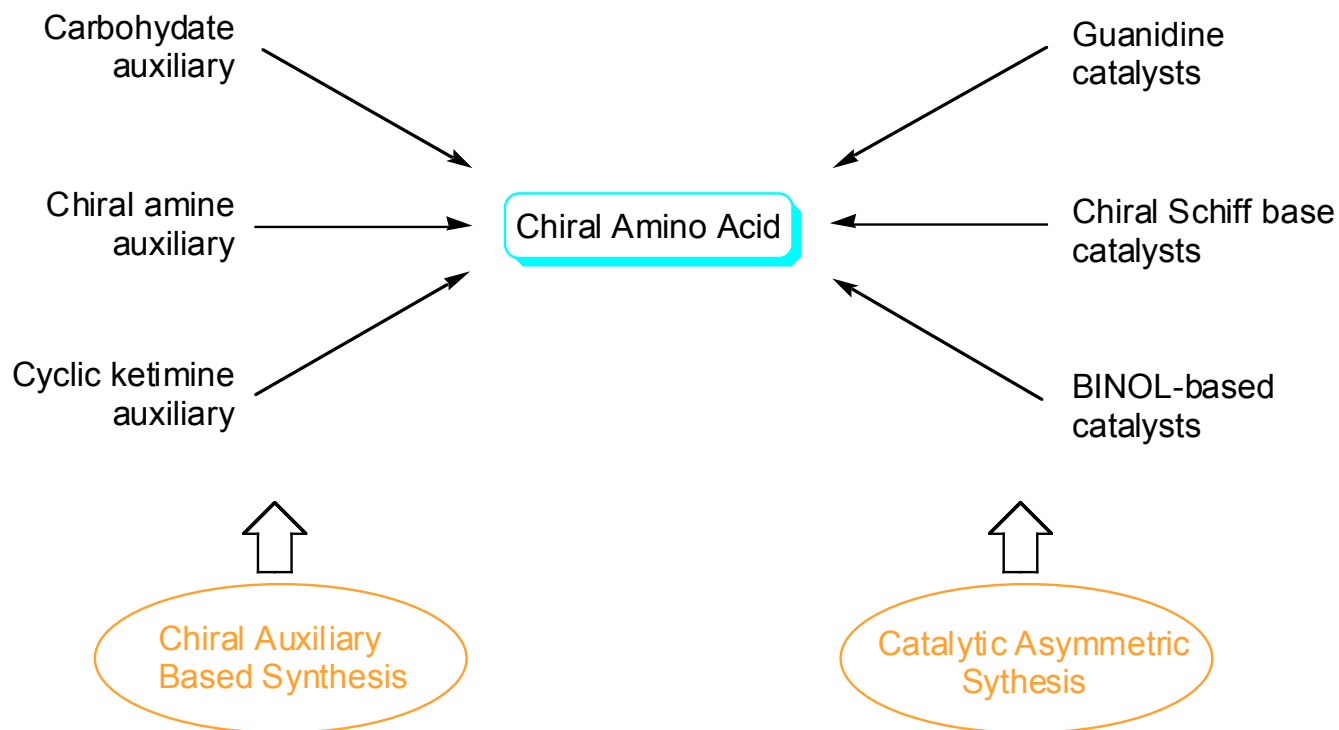 Carbohydate
auxiliary
Chiral amine
auxiliary
Cyclic ketimine
auxiliary
Chiral Amino Acid
Guanidine
catalysts
Chiral Schiff base
catalysts
BINOL-based
catalysts
Chiral Auxiliary
Based Synthesis
Catalytic Asymmetric
Sythesis